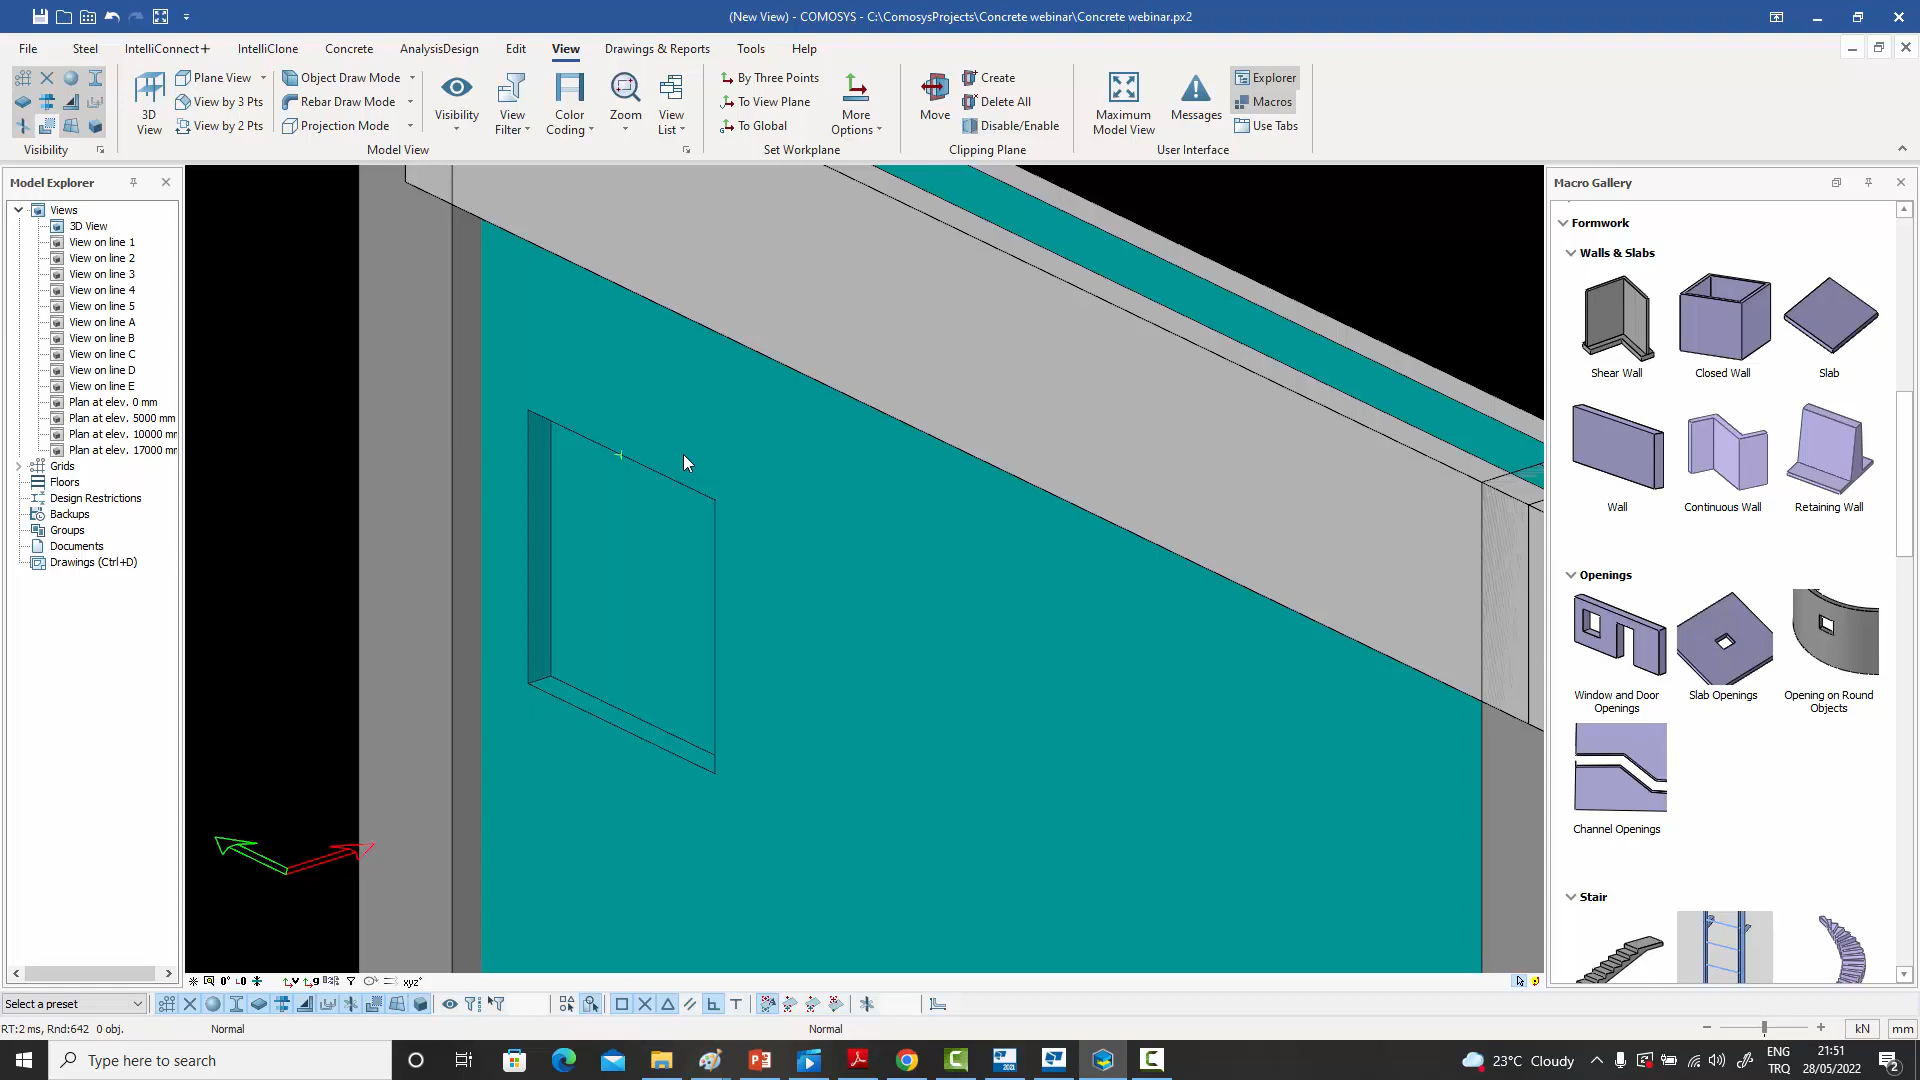 (New View) - COMOSYS - C:\ComosysProjects\Concrete webinar\Concrete webinar.px2
File
Steel
IntelliConnect+
IntelliClone
Concrete
AnalysisDesign
Edit
View
Drawings & Reports
Tools
Help
Visibility
3D View
Plane View
View by 3 Pts
View by 2 Pts
Object Draw Mode
Rebar Draw Mode
Projection Mode
Visibility
View Filter
Color Coding
Zoom
View List
Model View
By Three Points
To View Plane
To Global
More Options
Set Workplane
Move
Create
Delete All
Disable/Enable
Clipping Plane
Maximum Model View
Messages
Explorer
Macros
Use Tabs
User Interface
Model Explorer
Views
3D View
View on line 1
View on line 2
View on line 3
View on line 4
View on line 5
View on line A
View on line B
View on line C
View on line D
View on line E
Plan at elev. 0 mm
Plan at elev. 5000 mm
Plan at elev. 10000 mm
Plan at elev. 17000 mm
Grids
Floors
Design Restrictions
Backups
Groups
Documents
Drawings (Ctrl+D)
Macro Gallery
Formwork
Walls & Slabs
Shear Wall
Closed Wall
Slab
Wall
Continuous Wall
Retaining Wall
Openings
Window and Door Openings
Slab Openings
Opening on Round Objects
Channel Openings
Stair
Select a preset
RT:2 ms, Rnd:642 0 obj.
Normal
Normal
kN
mm
Type here to search
23°C Cloudy
ENG
TRQ
21:51
28/05/2022
2